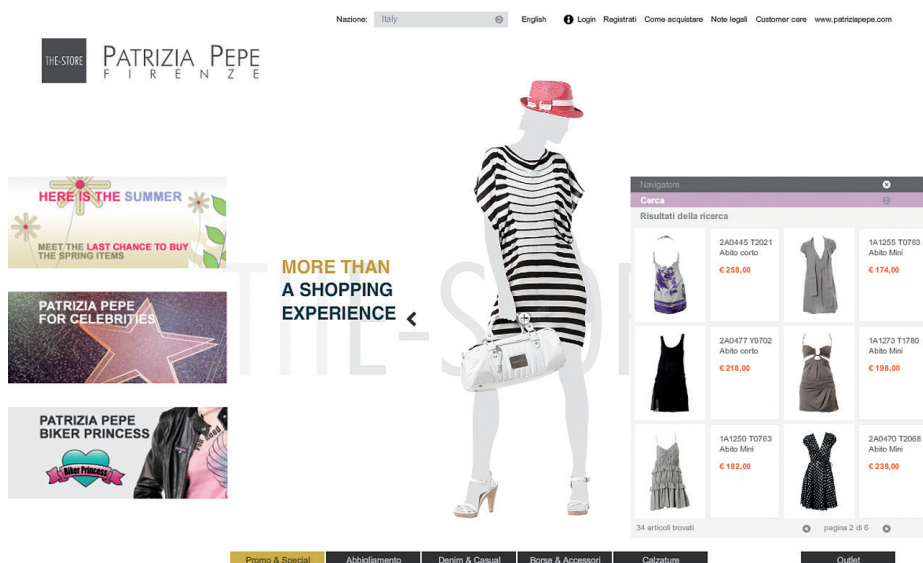 Nazione: Italy English Login Registrati Come acquistare Note legali Customer care www.patriziapepe.com
THE-STORE PATRIZIA PEPE
FIRENZE
HERE IS THE SUMMER
MEET THE LAST CHANCE TO BUY
THE SPRING ITEMS
PATRIZIA PEPE
FOR CELEBRITIES
PATRIZIA PEPE
BIKER PRINCESS
Biker Princess
THE-STOR
MORE THAN
A SHOPPING
EXPERIENCE
Navigatore
Cerca
Risultati della ricerca
2A0445 T2021
Abito corto
€ 258,00
1A1255 T0763
Abito Mini
€ 174,00
2A0477 Y9702
Abito corto
€ 218,00
1A1273 T1780
Abito Mini
€ 198,00
1A1250 T0763
Abito Mini
€ 182,00
2A0470 T2068
Abito Mini
€ 238,00
34 articoli trovati pagina 2 di 6
Promo & Special Abbigliamento Denim & Casual Borse & Accessori Calzature Outlet